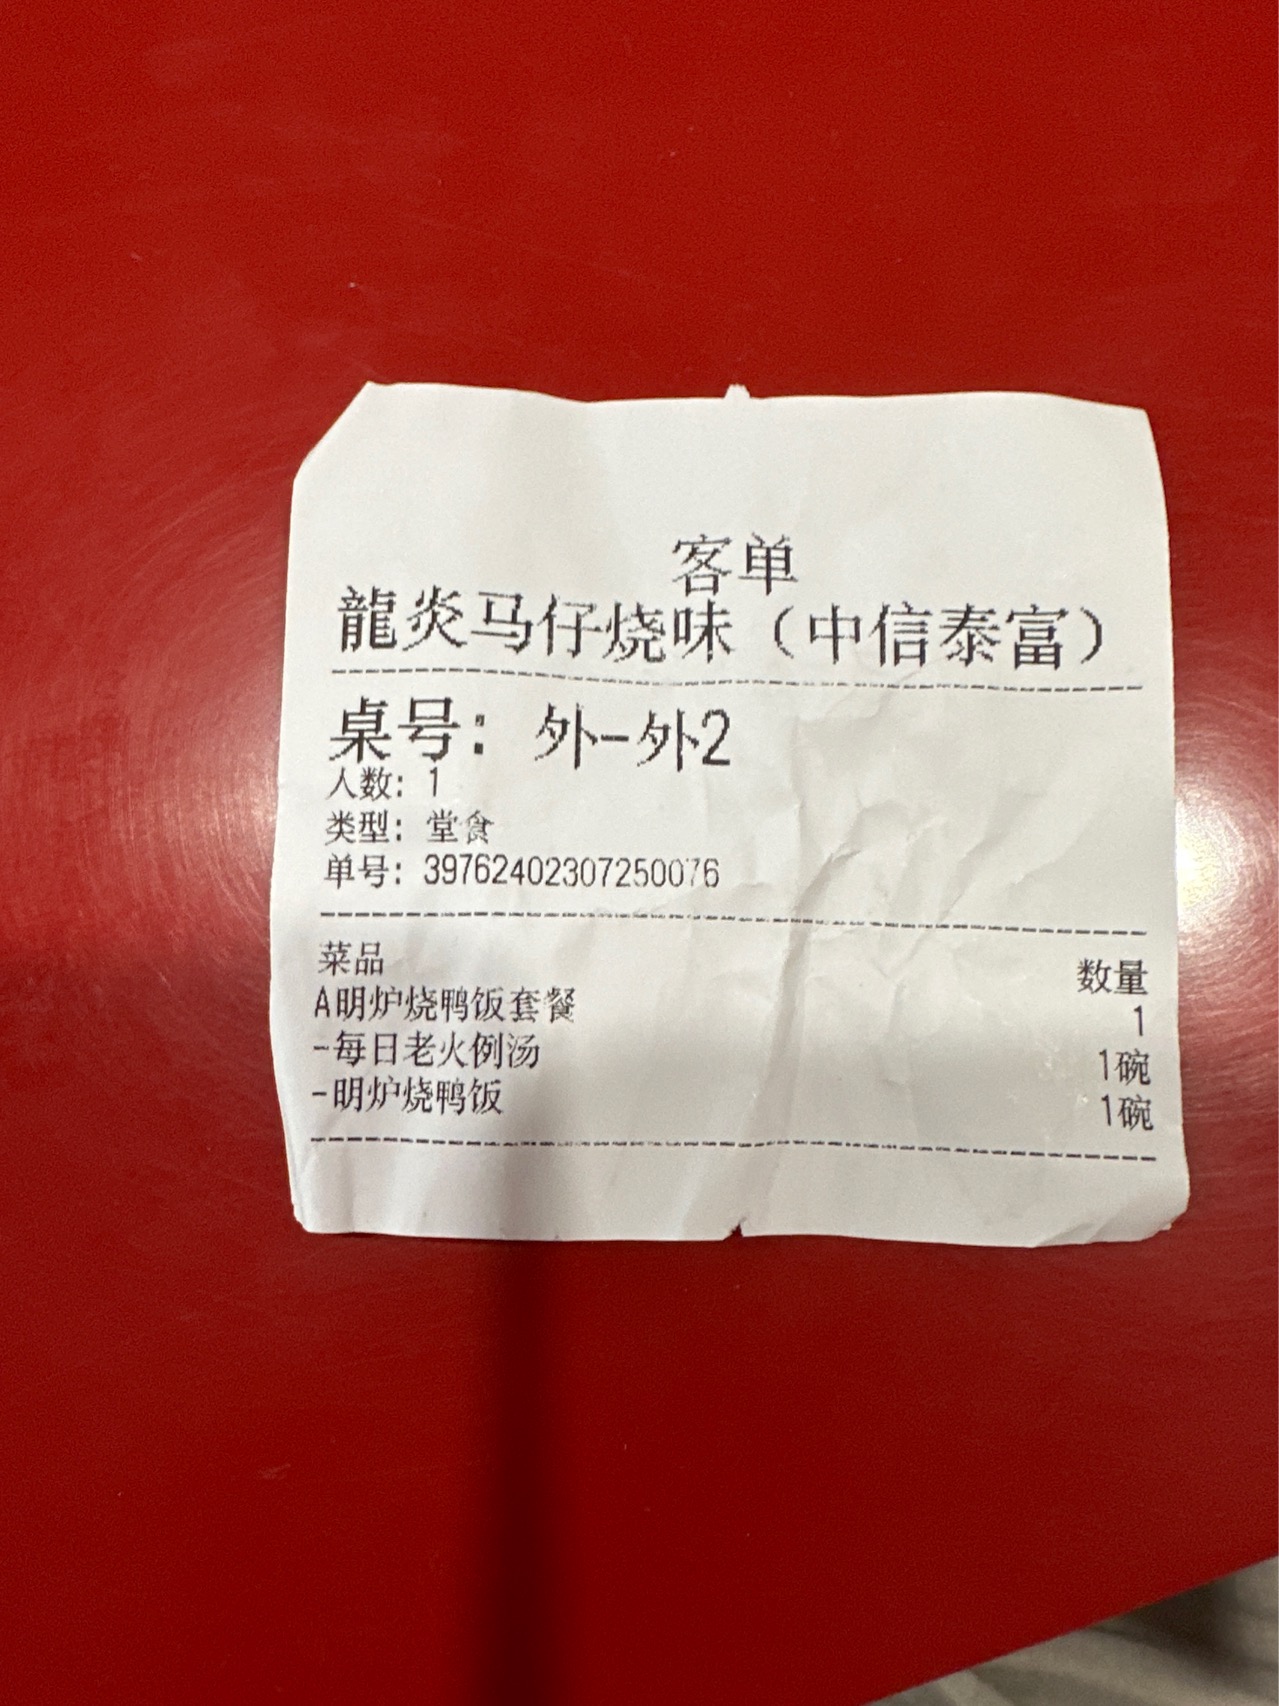 客单
龍炎马仔烧味（中信泰富）
桌号：外-外2
人数：1
类型：堂食
单号：39762402307250076
菜品 数量
A明炉烧鸭饭套餐 1
-每日老火例汤 1碗
-明炉烧鸭饭 1碗